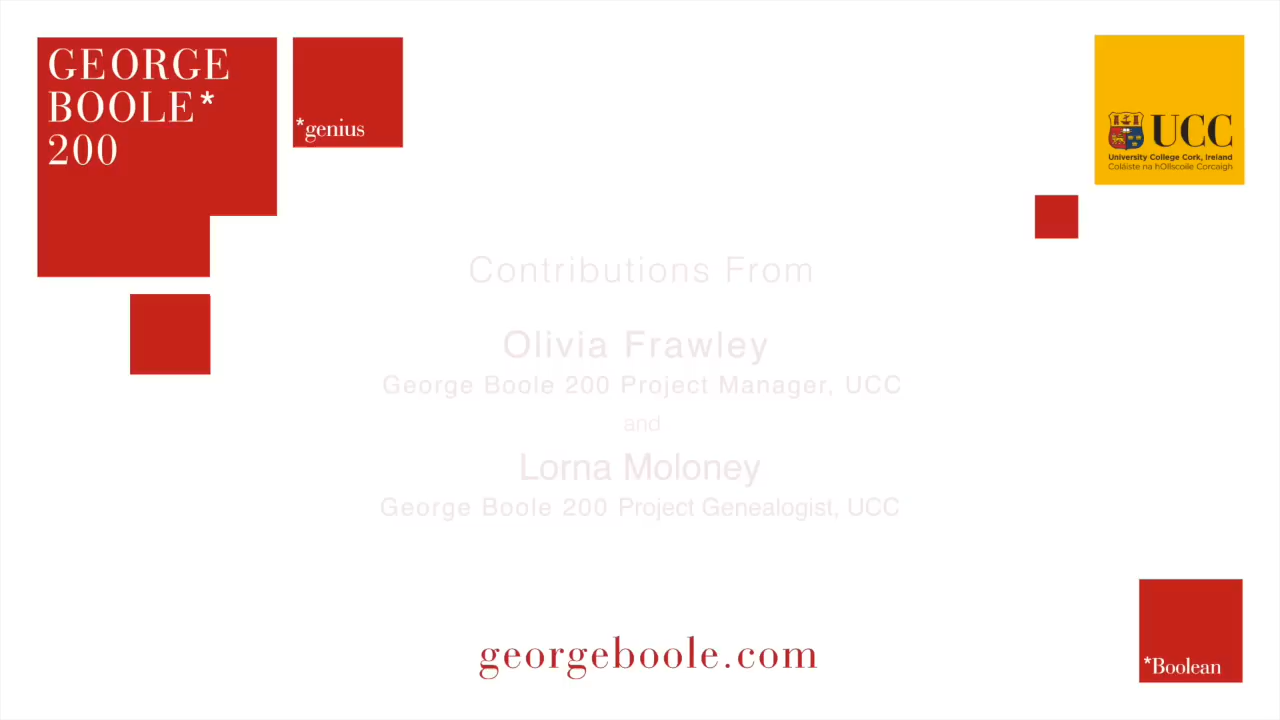 GEORGE
BOOLE*
200
*genius
UCC
University College Cork, Ireland
Coláiste na hOllscoile Corcaigh
Contributions From
Olivia Frawley
George Boole 200 Project Manager, UCC
and
Lorna Moloney
George Boole 200 Project Genealogist, UCC
georgeboole.com
*Boolean